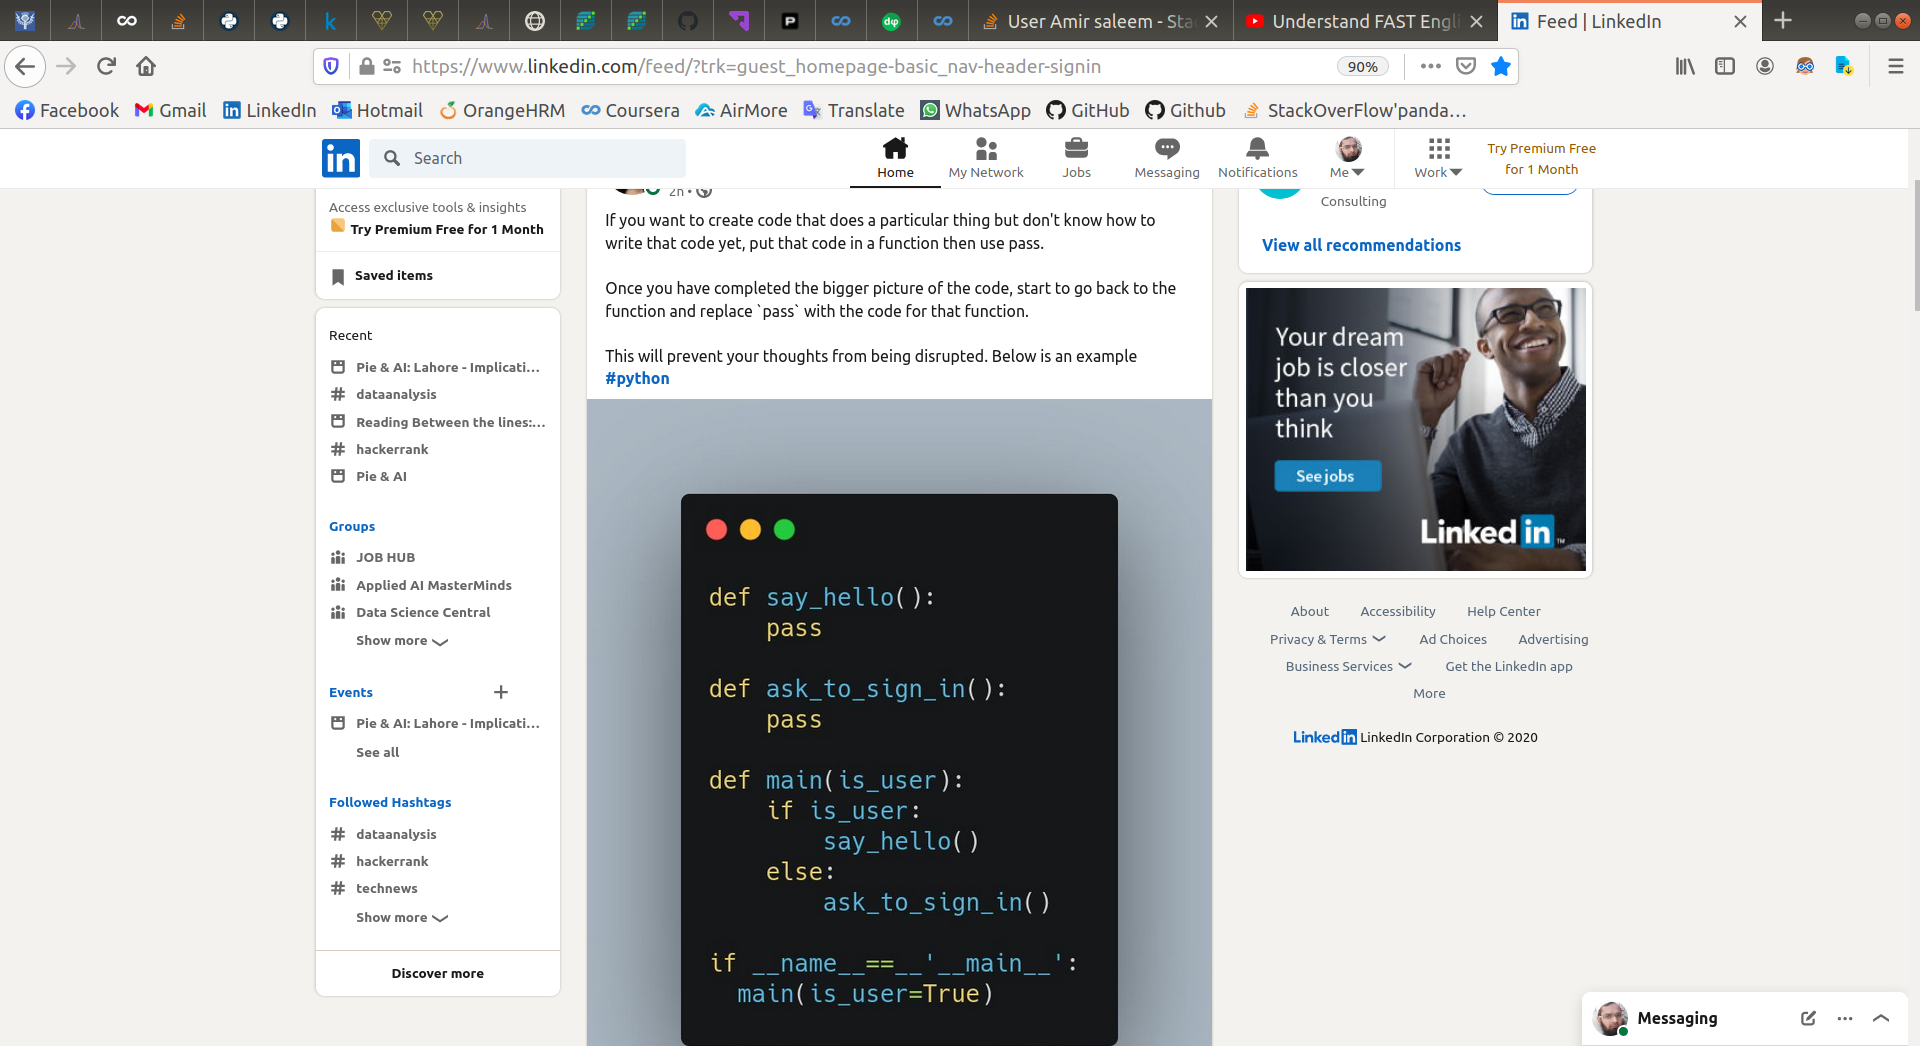 User Amir saleem - Sta
Understand FAST Engli
Feed | LinkedIn
https://www.linkedin.com/feed/?trk=guest_homepage-basic_nav-header-signin
90%
Facebook
Gmail
LinkedIn
Hotmail
OrangeHRM
Coursera
AirMore
Translate
WhatsApp
GitHub
Github
StackOverFlow'panda...
in
Search
Home
My Network
Jobs
Messaging
Notifications
Me
Work
Try Premium Free
for 1 Month
Access exclusive tools & insights
Try Premium Free for 1 Month
Saved items
Recent
Pie & AI: Lahore - Implicati...
dataanalysis
Reading Between the lines:...
hackerrank
Pie & AI
Groups
JOB HUB
Applied AI MasterMinds
Data Science Central
Show more
Events
Pie & AI: Lahore - Implicati...
See all
Followed Hashtags
# dataanalysis
# hackerrank
# technews
Show more
Discover more
2h •
If you want to create code that does a particular thing but don't know how to
write that code yet, put that code in a function then use pass.
Once you have completed the bigger picture of the code, start to go back to the
function and replace `pass` with the code for that function.
This will prevent your thoughts from being disrupted. Below is an example
#python
def say_hello():
pass
def ask_to_sign_in():
pass
def main(is_user):
if is_user:
say_hello()
else:
ask_to_sign_in()
if __name__==__'__main__':
main(is_user=True)
Consulting
View all recommendations
Your dream
job is closer
than you
think
See jobs
Linked in
About
Accessibility
Help Center
Privacy & Terms
Ad Choices
Advertising
Business Services
Get the LinkedIn app
More
LinkedIn LinkedIn Corporation © 2020
Messaging